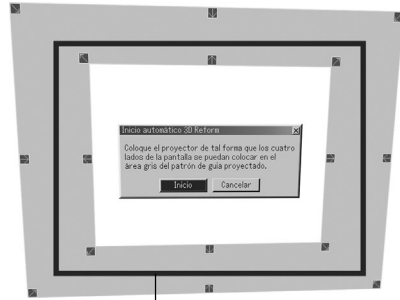 Inicio automático 3D Reform
Coloque el proyector de tal forma que los cuatro
lados de la pantalla se puedan colocar en el
área gris del patrón de guía proyectado.
Inicio
Cancelar